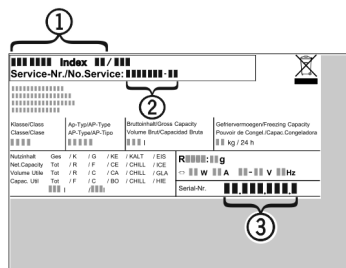 1
Index /
Service-Nr./No.Service: -
2
Klasse/Class
Classe/Clase
Ap-Typ/AP-Type
AP-Type/AP-Tipo
Bruttoinhalt/Gross Capacity
Volume Brut/Capacidad Bruta
l
Gefriervermoegen/Freezing Capacity
Pouvoir de Congel./Capac.Congeladora
kg / 24 h
Nutzinhalt Ges / K / G / KE / KALT / EIS
Net.Capacity Tot / R / F / CE / CHILL / ICE
Volume Utile Tot / R / C / CA / CHILL / GLA
Capac. Util Tot / F / C / BO / CHILL / HIE
l / l
R : g
W A - V Hz
Serial-Nr. . . .
3